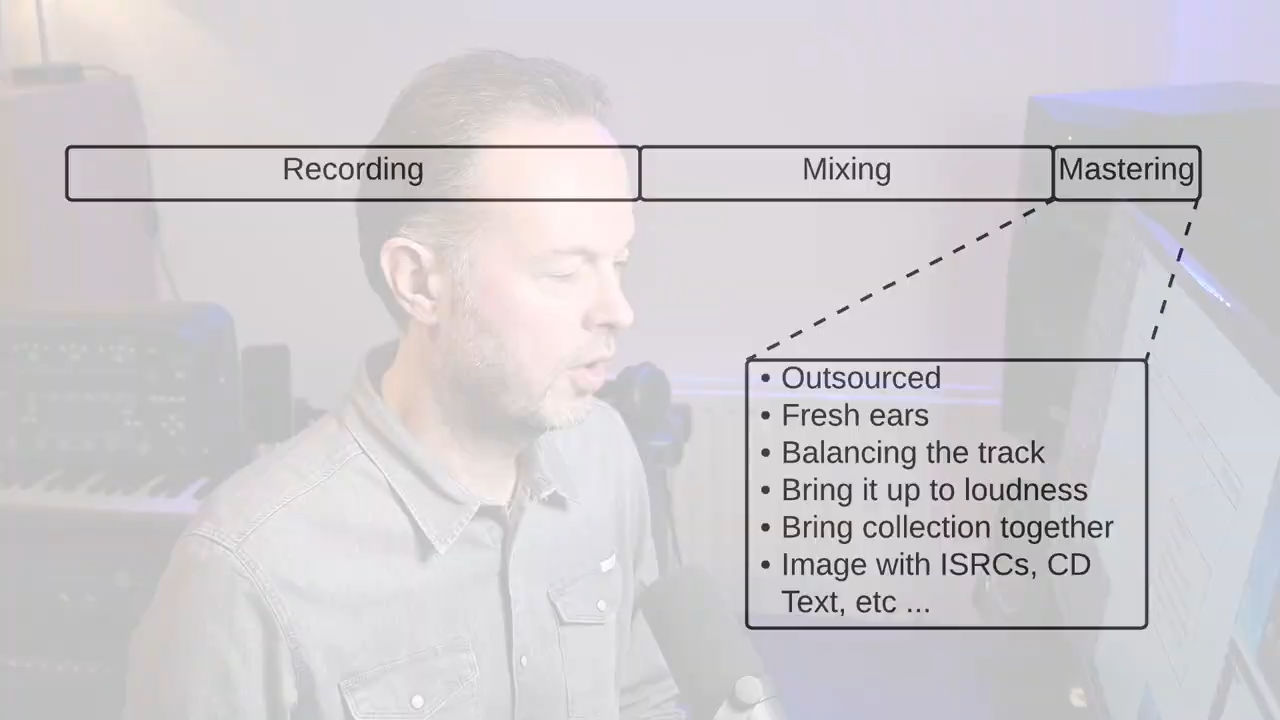 Recording Mixing Mastering
• Outsourced
• Fresh ears
• Balancing the track
• Bring it up to loudness
• Bring collection together
• Image with ISRCs, CD
Text, etc ...